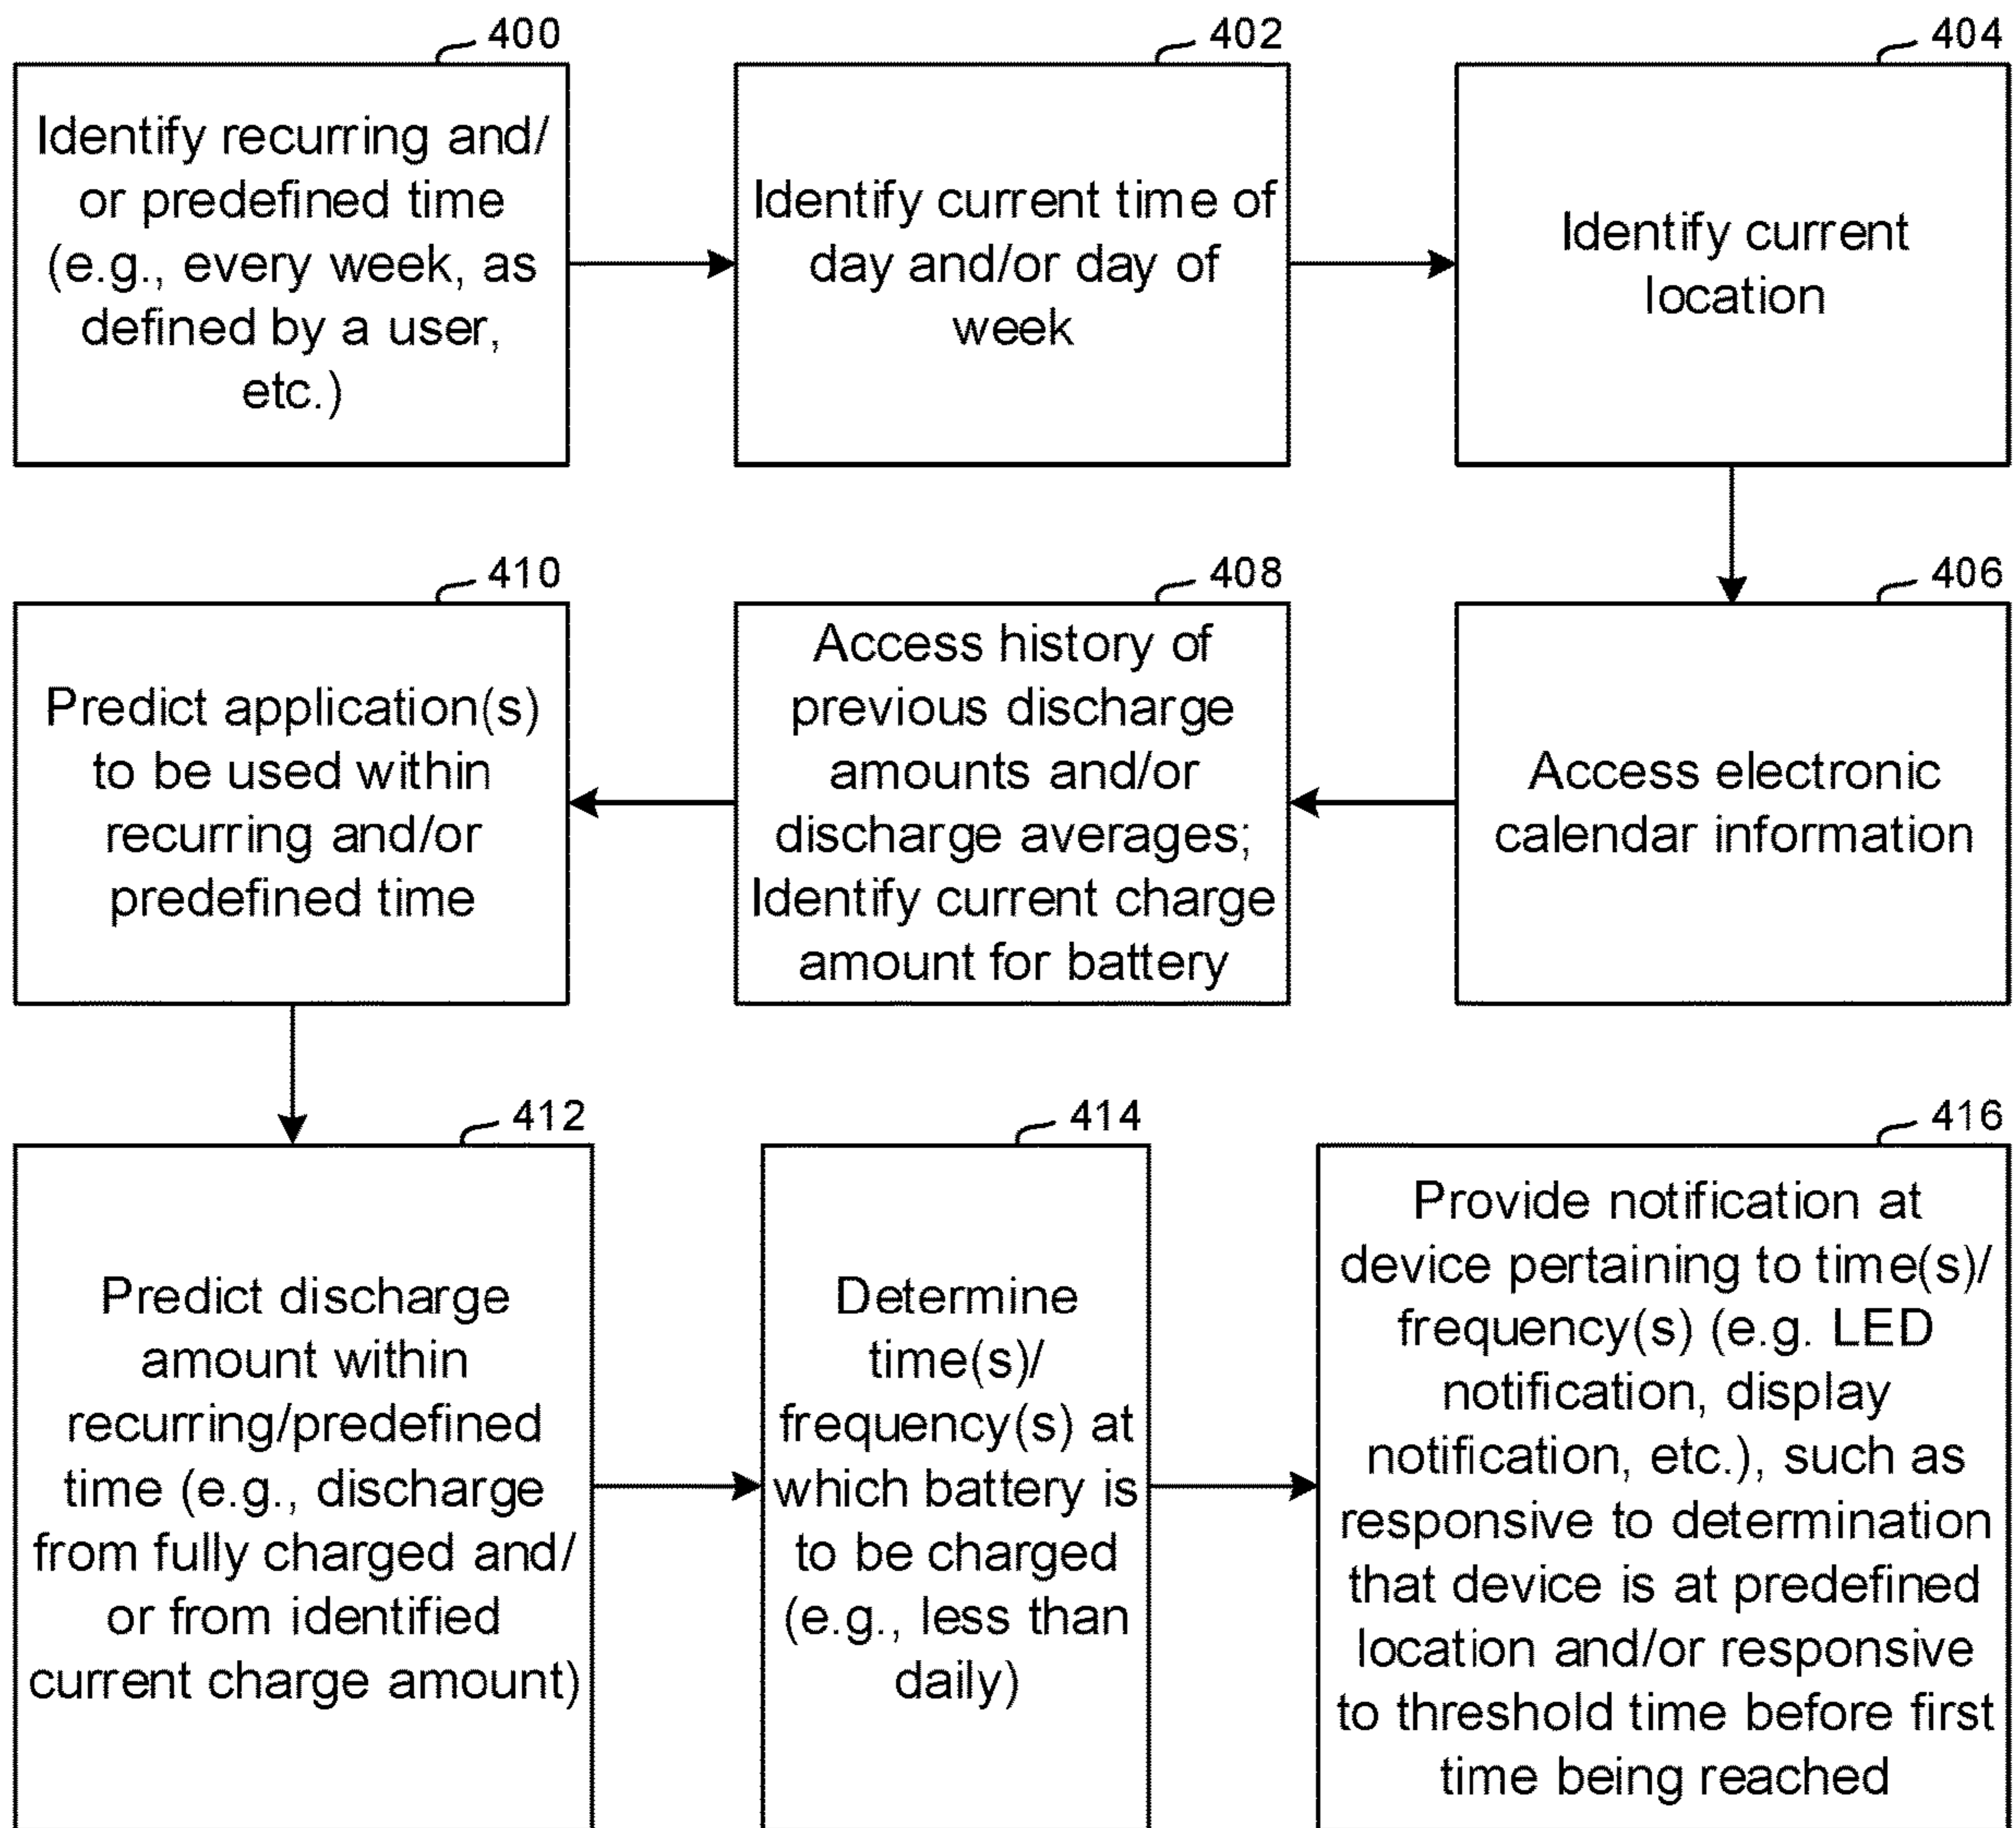 400
Identify recurring and/
or predefined time
(e.g., every week, as
defined by a user,
etc.)
402
Identify current time of
day and/or day of
week
404
Identify current
location
406
Access electronic
calendar information
408
Access history of
previous discharge
amounts and/or
discharge averages;
Identify current charge
amount for battery
410
Predict application(s)
to be used within
recurring and/or
predefined time
412
Predict discharge
amount within
recurring/predefined
time (e.g., discharge
from fully charged and/
or from identified
current charge amount)
414
Determine
time(s)/
frequency(s) at
which battery is
to be charged
(e.g., less than
daily)
416
Provide notification at
device pertaining to time(s)/
frequency(s) (e.g. LED
notification, display
notification, etc.), such as
responsive to determination
that device is at predefined
location and/or responsive
to threshold time before first
time being reached